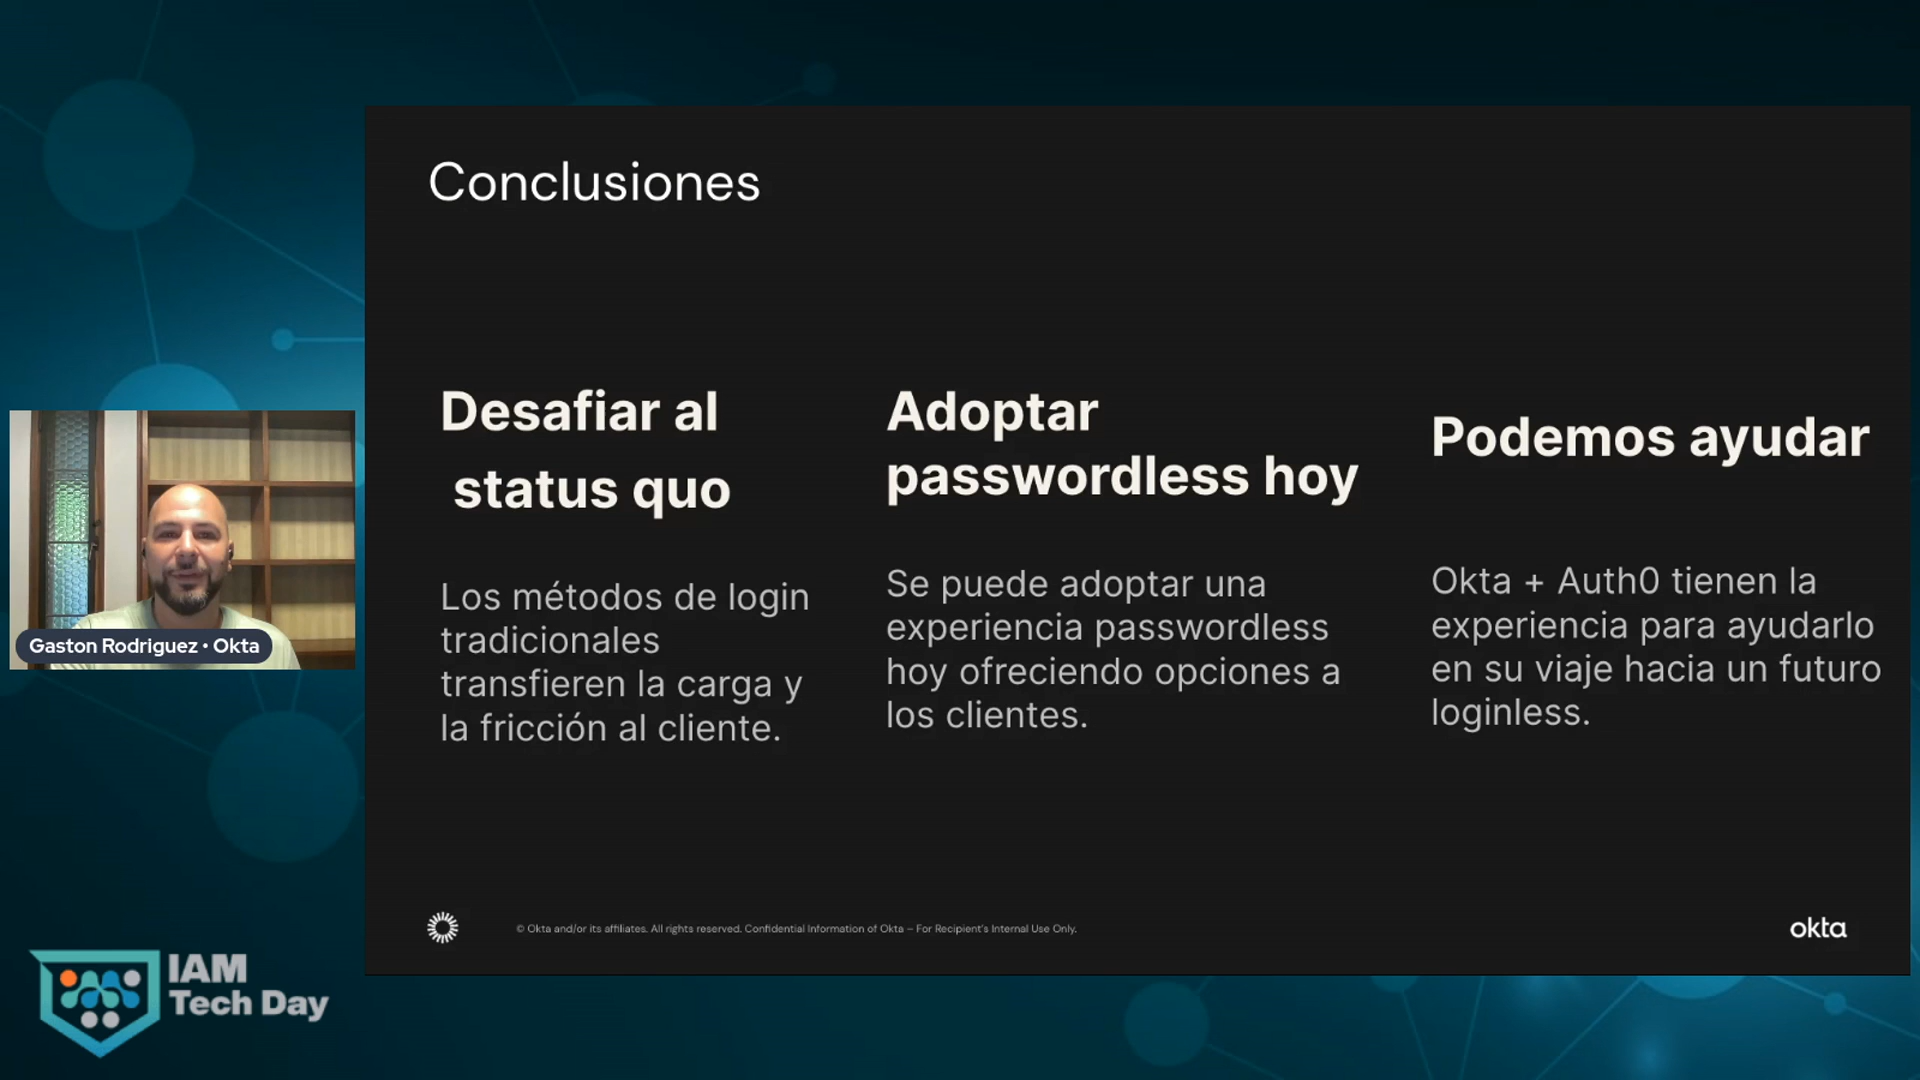 Conclusiones
Desafiar al
status quo
Los métodos de login
tradicionales
transfieren la carga y
la fricción al cliente.
Adoptar
passwordless hoy
Se puede adoptar una
experiencia passwordless
hoy ofreciendo opciones a
los clientes.
Podemos ayudar
Okta + Auth0 tienen la
experiencia para ayudarlo
en su viaje hacia un futuro
loginless.
Gaston Rodriguez • Okta
© Okta and/or its affiliates. All rights reserved. Confidential Information of Okta – For Recipient's Internal Use Only.
okta
IAM
Tech Day